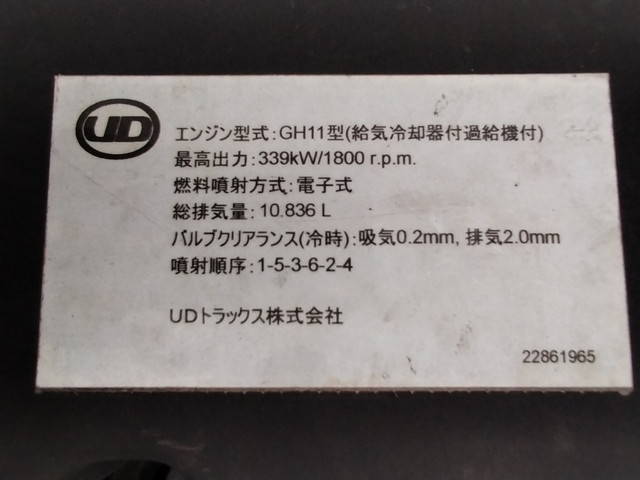 UD
エンジン型式:GH11型(給気冷却器付過給機付)
最高出力:339kW/1800 r.p.m.
燃料噴射方式:電子式
総排気量:10.836 L
バルブクリアランス(冷時):吸気0.2mm, 排気2.0mm
噴射順序:1-5-3-6-2-4
UDトラックス株式会社
22861965